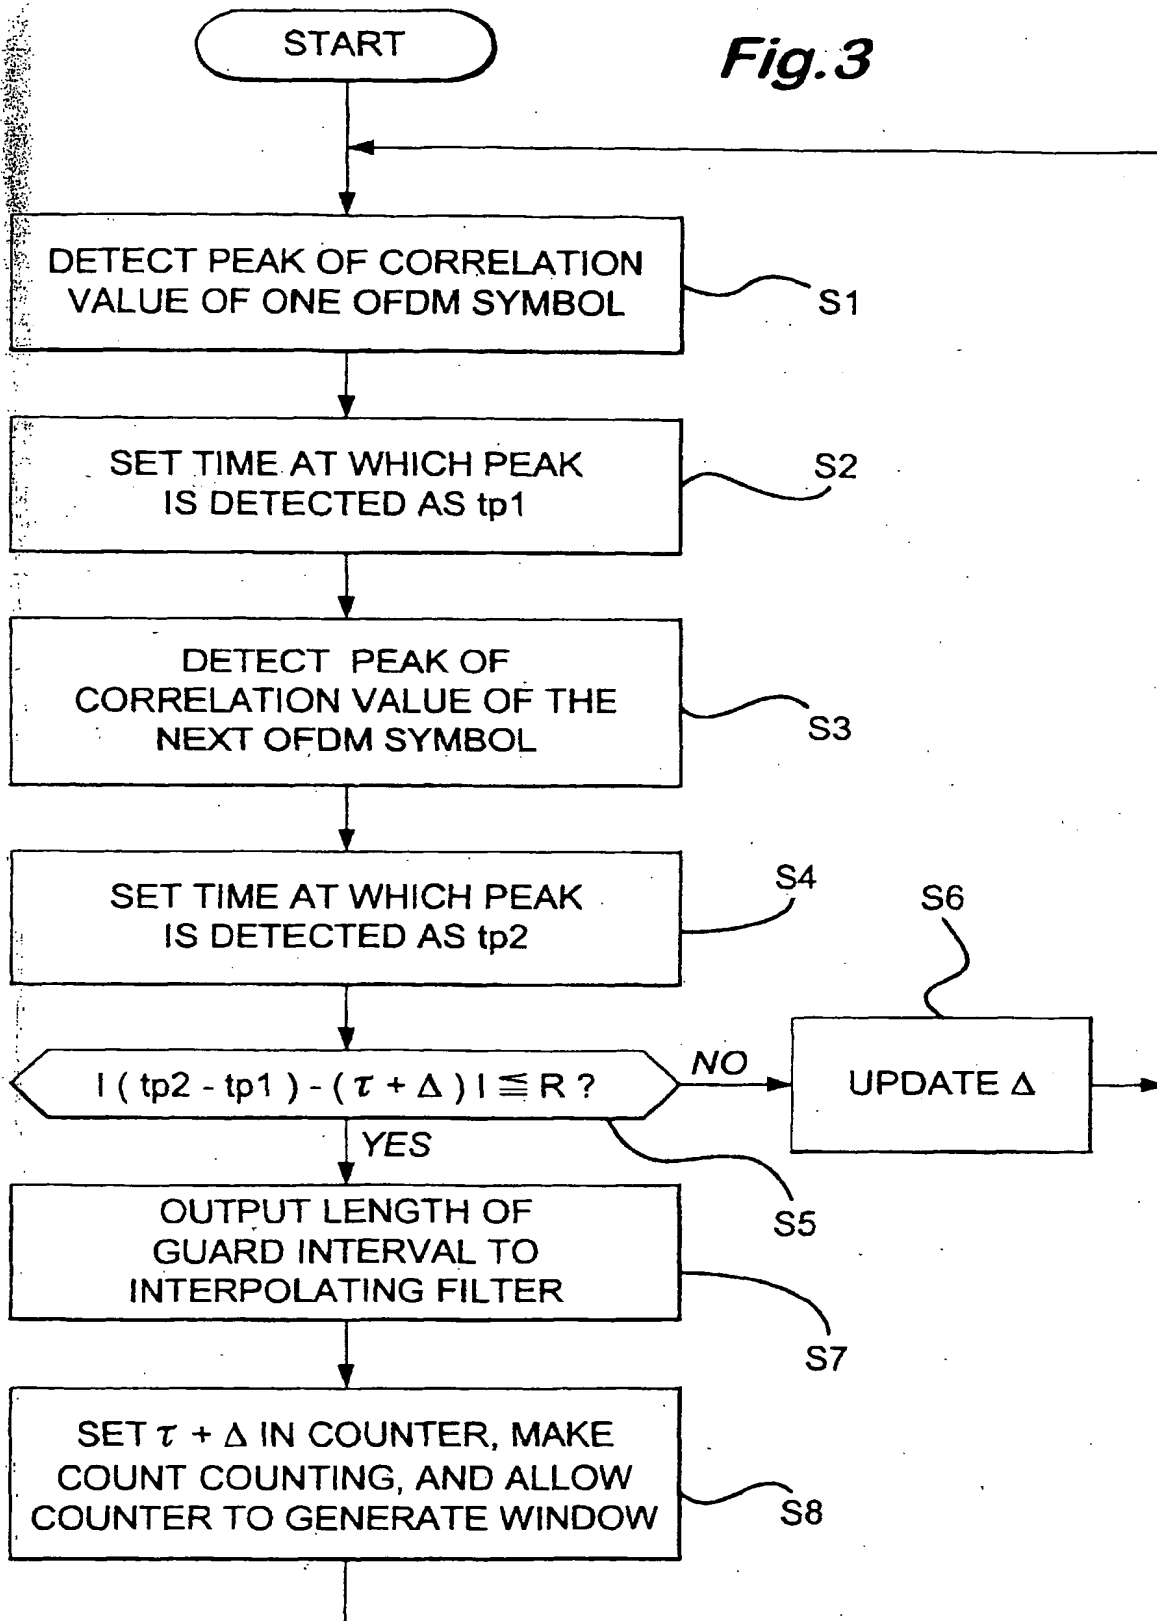 START
Fig.3
DETECT PEAK OF CORRELATION
VALUE OF ONE OFDM SYMBOL
S1
SET TIME AT WHICH PEAK
IS DETECTED AS tp1
S2
DETECT PEAK OF
CORRELATION VALUE OF THE
NEXT OFDM SYMBOL
S3
SET TIME AT WHICH PEAK
IS DETECTED AS tp2
S4
S6
| ( tp2 - tp1 ) - ( τ + Δ ) | ≦ R ?
NO
UPDATE Δ
YES
S5
OUTPUT LENGTH OF
GUARD INTERVAL TO
INTERPOLATING FILTER
S7
SET τ + Δ IN COUNTER, MAKE
COUNT COUNTING, AND ALLOW
COUNTER TO GENERATE WINDOW
S8